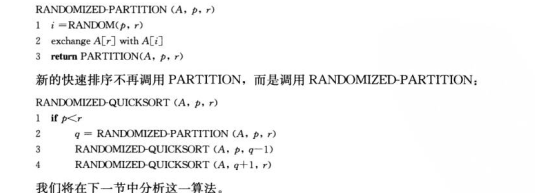 RANDOMIZED-PARTITION (A, p, r)
1 i =RANDOM(p, r)
2 exchange A[r] with A[i]
3 return PARTITION(A, p, r)
新的快速排序不再调用 PARTITION，而是调用 RANDOMIZED-PARTITION：
RANDOMIZED-QUICKSORT (A, p, r)
1 if p<r
2 q = RANDOMIZED-PARTITION (A, p, r)
3 RANDOMIZED-QUICKSORT (A, p, q−1)
4 RANDOMIZED-QUICKSORT (A, q+1, r)
我们将在下一节中分析这一算法。